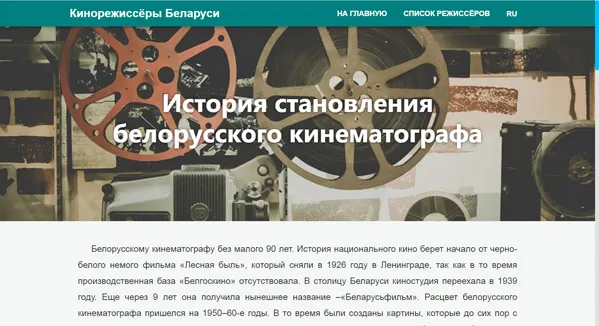 Кинорежиссёры Беларуси
НА ГЛАВНУЮ СПИСОК РЕЖИССЁРОВ RU
История становления
белорусского кинематографа
Белорусскому кинематографу без малого 90 лет. История национального кино берет начало от черно-
белого немого фильма «Лесная быль», который сняли в 1926 году в Ленинграде, так как в то время
производственная база «Белгоскино» отсутствовала. В столицу Беларуси киностудия переехала в 1939
году. Еще через 9 лет она получила нынешнее название –«Беларусьфильм». Расцвет белорусского
кинематографа пришелся на 1950–60-е годы. В то время были созданы картины, которые до сих пор с